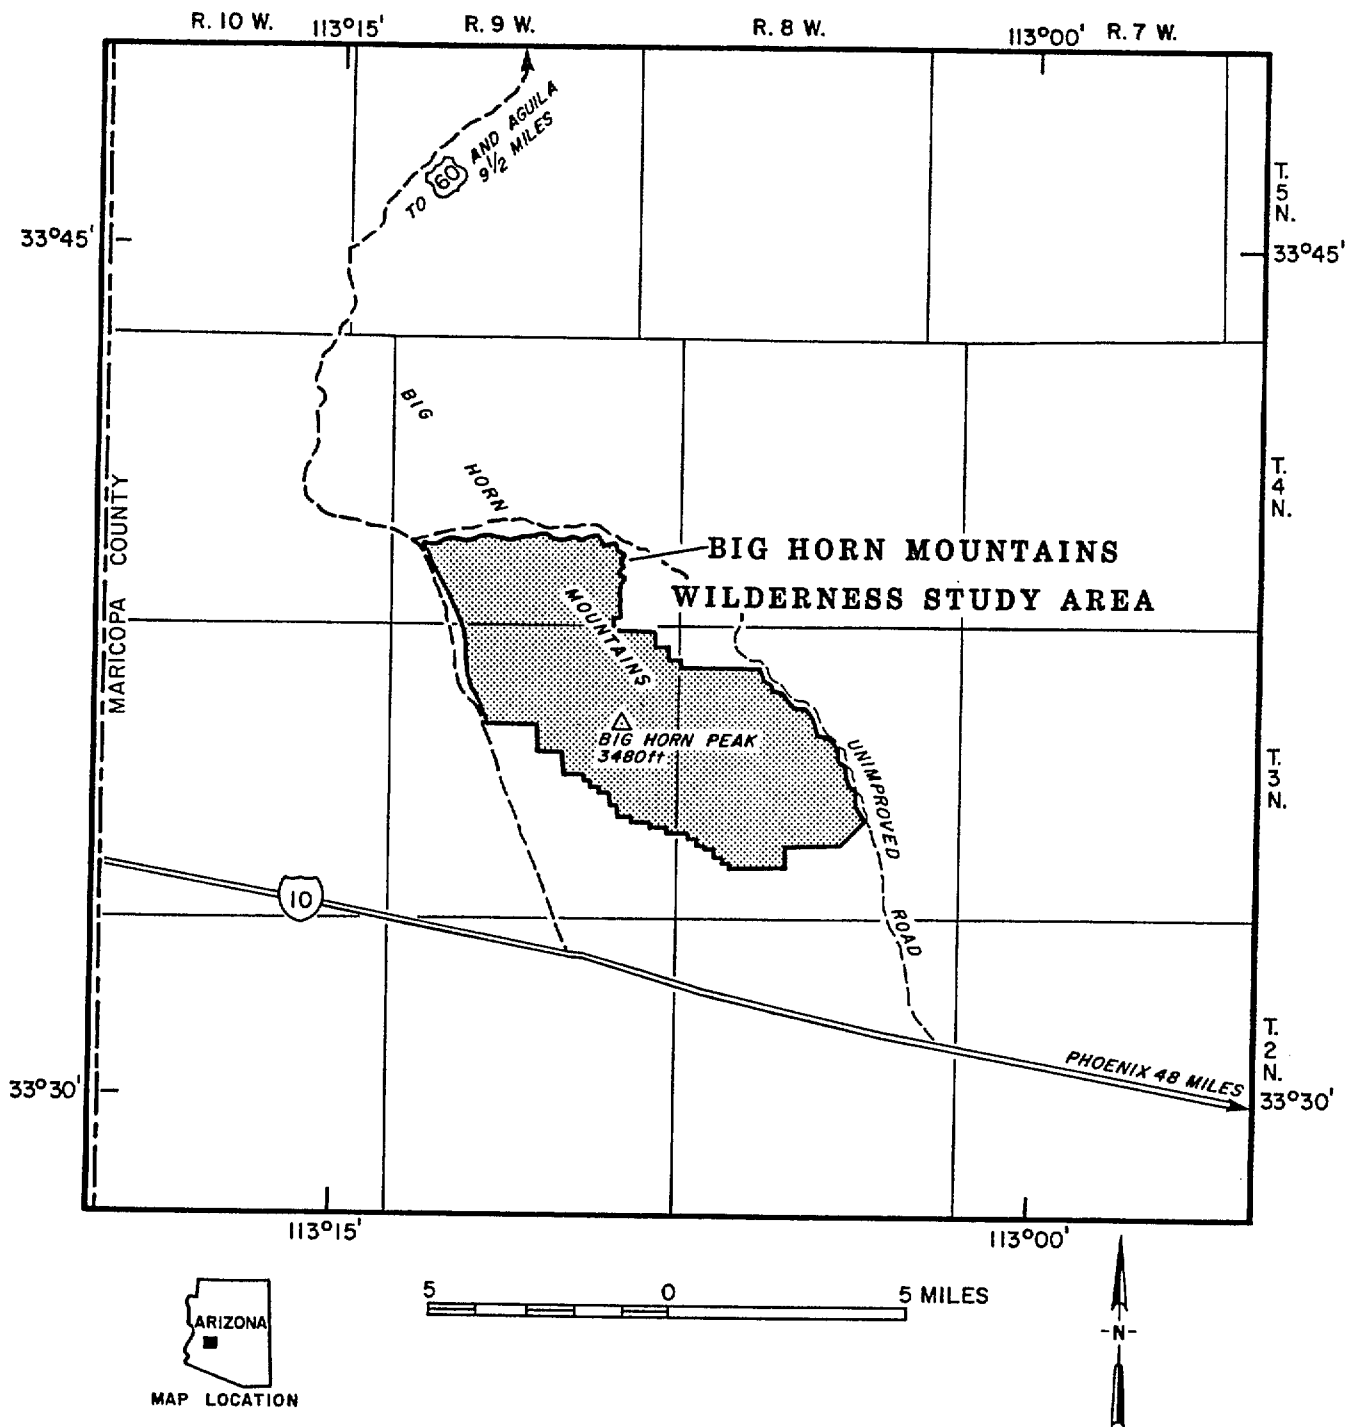 R. 10 W.
113°15'
R. 9 W.
R. 8 W.
113°00'
R. 7 W.
TO 60 AND AGUILA
9 1/2 MILES
T.
5
N.
33°45'
33°45'
BIG
HORN
MOUNTAINS
T.
4
N.
MARICOPA COUNTY
BIG HORN MOUNTAINS
WILDERNESS STUDY AREA
BIG HORN PEAK
3480ft
UNIMPROVED
ROAD
T.
3
N.
10
T.
2
N.
PHOENIX 48 MILES
33°30'
33°30'
113°15'
113°00'
5 0 5 MILES
ARIZONA
MAP LOCATION
-N-